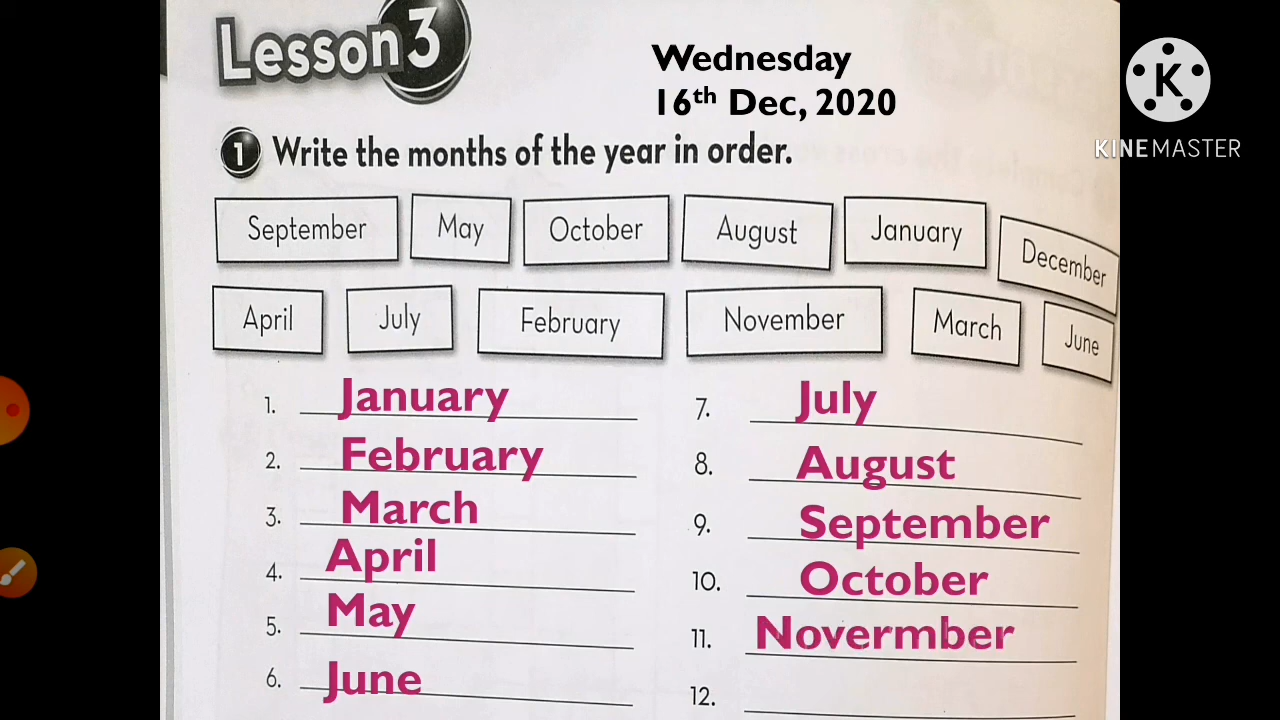 Lesson 3
Wednesday
16th Dec, 2020
K
KINEMASTER
1 Write the months of the year in order.
September May October August January December
April July February November March June
1. January
2. February
3. March
4. April
5. May
6. June
7. July
8. August
9. September
10. October
11. Novermber
12.